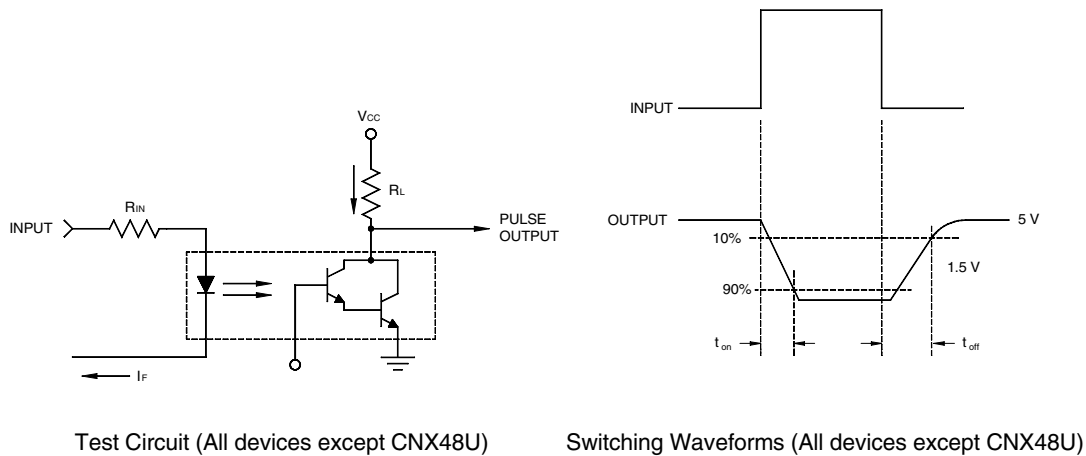 VCC
RL
RIN
INPUT
PULSE
OUTPUT
IF
Test Circuit (All devices except CNX48U)
INPUT
OUTPUT
5 V
10%
1.5 V
90%
ton
toff
Switching Waveforms (All devices except CNX48U)